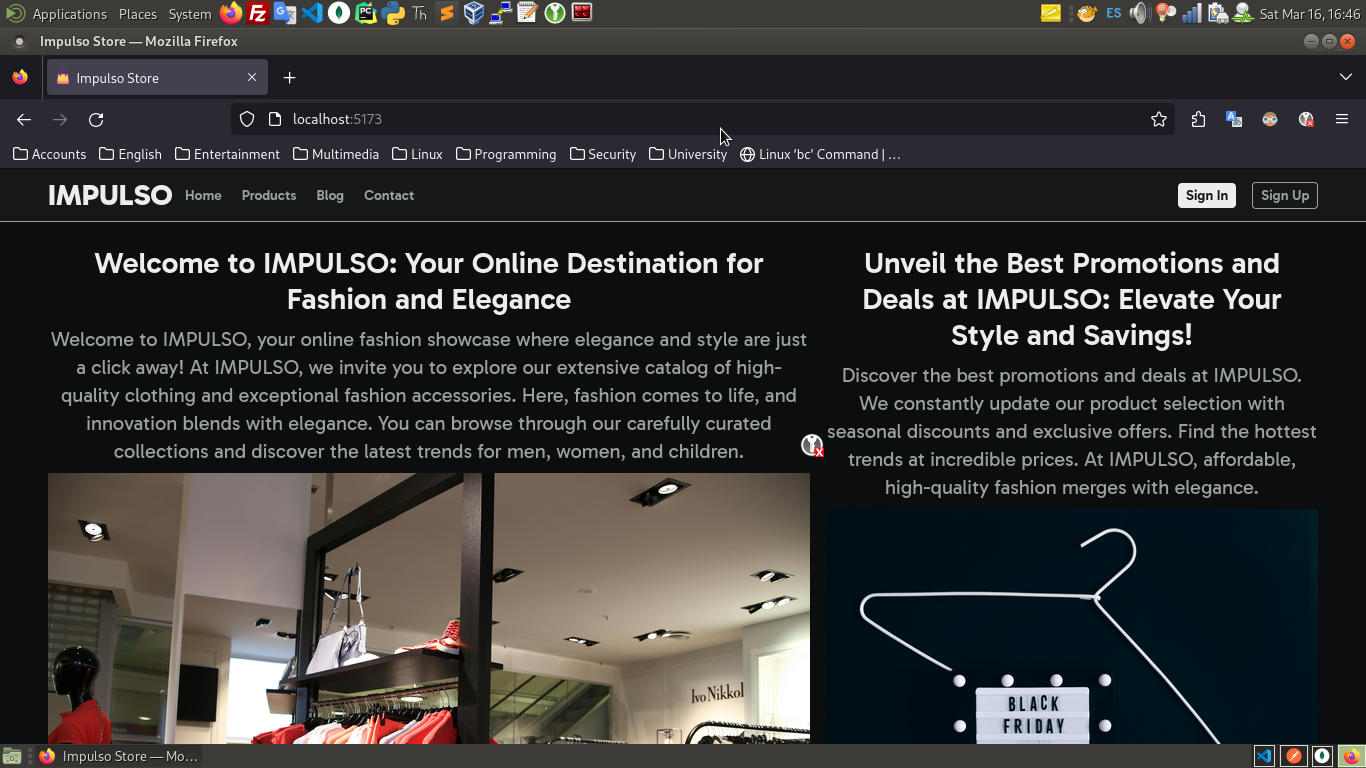 Applications Places System Th ES Sat Mar 16, 16:46
Impulso Store — Mozilla Firefox
Impulso Store
localhost:5173
Accounts English Entertainment Multimedia Linux Programming Security University Linux ‘bc’ Command | …
IMPULSO Home Products Blog Contact Sign In Sign Up
Welcome to IMPULSO: Your Online Destination for
Fashion and Elegance
Welcome to IMPULSO, your online fashion showcase where elegance and style are just
a click away! At IMPULSO, we invite you to explore our extensive catalog of high-
quality clothing and exceptional fashion accessories. Here, fashion comes to life, and
innovation blends with elegance. You can browse through our carefully curated
collections and discover the latest trends for men, women, and children.
Ivo Nikkol
Unveil the Best Promotions and
Deals at IMPULSO: Elevate Your
Style and Savings!
Discover the best promotions and deals at IMPULSO.
We constantly update our product selection with
seasonal discounts and exclusive offers. Find the hottest
trends at incredible prices. At IMPULSO, affordable,
high-quality fashion merges with elegance.
BLACK
FRIDAY
Impulso Store — Mo…